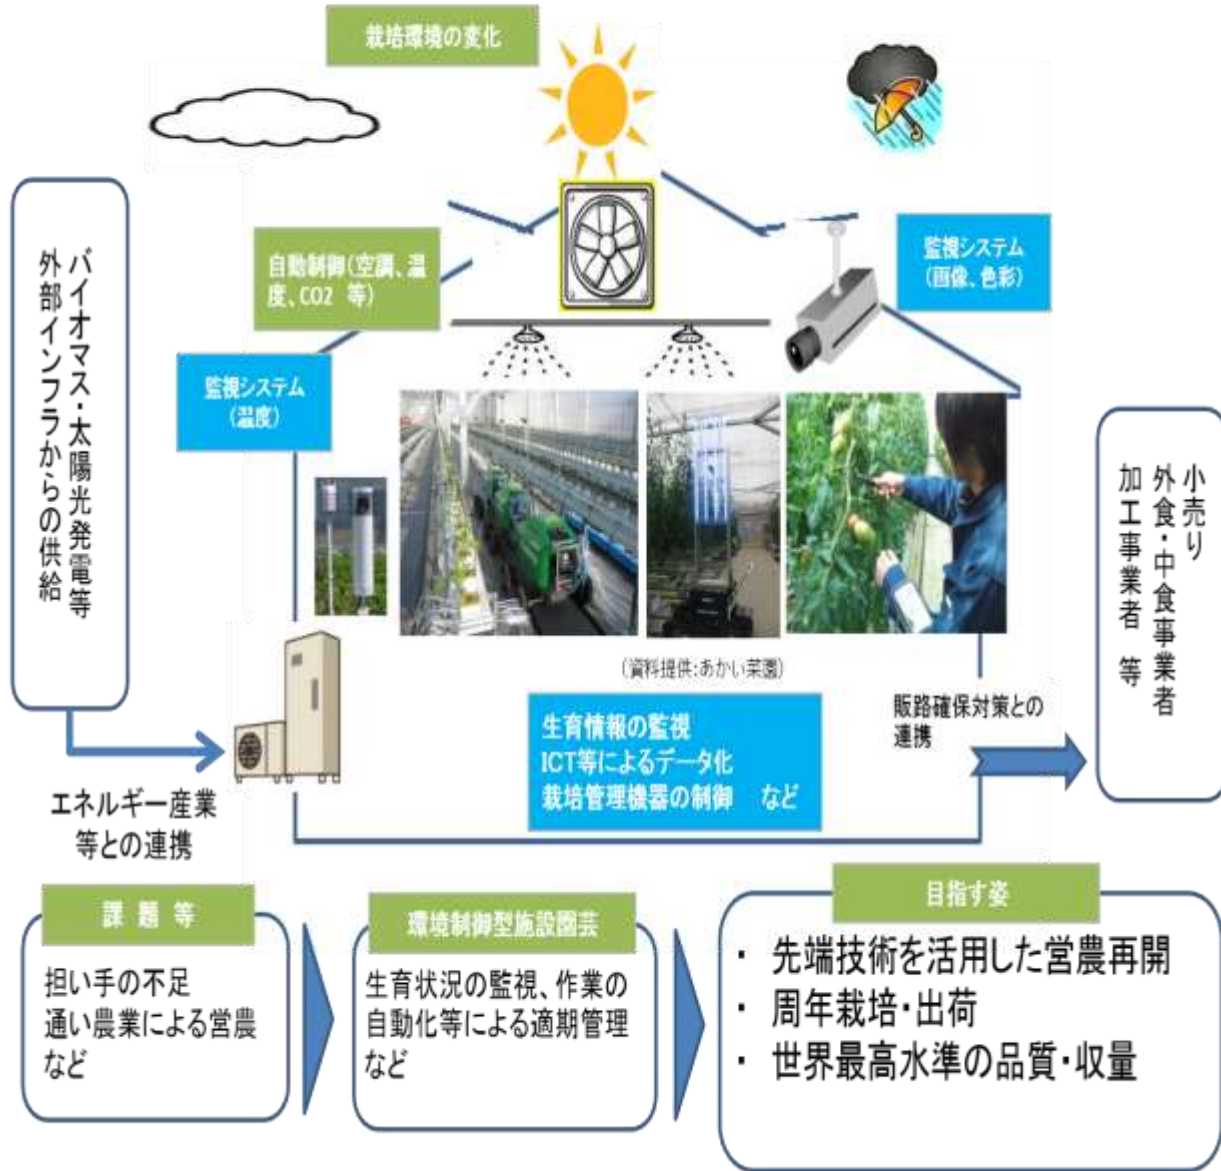 栽培環境の変化
自動制御(空調、温
度、CO2 等)
監視システム
(画像、色彩)
監視システム
(温度)
バイオマス・太陽光発電等
外部インフラからの供給
小売り
外食・中食事業者
加工事業者 等
(資料提供:あかい菜園)
生育情報の監視
ICT等によるデータ化
栽培管理機器の制御 など
販路確保対策との
連携
エネルギー産業
等との連携
課 題 等
担い手の不足
通い農業による営農
など
環境制御型施設園芸
生育状況の監視、作業の
自動化等による適期管理
など
目指す姿
・ 先端技術を活用した営農再開
・ 周年栽培・出荷
・ 世界最高水準の品質・収量